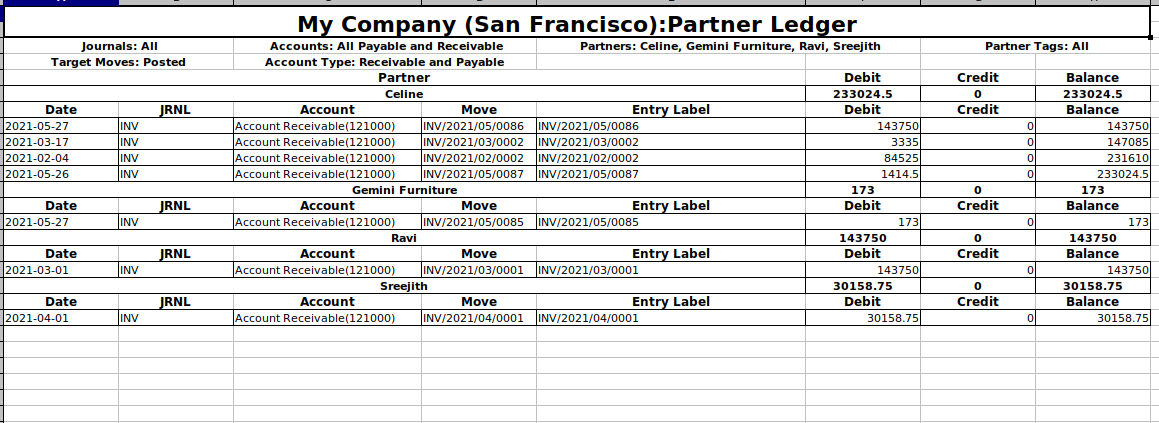 My Company (San Francisco):Partner Ledger
Journals: All Accounts: All Payable and Receivable Partners: Celine, Gemini Furniture, Ravi, Sreejith Partner Tags: All
Target Moves: Posted Account Type: Receivable and Payable
Partner Debit Credit Balance
Celine 233024.5 0 233024.5
Date JRNL Account Move Entry Label Debit Credit Balance
2021-05-27 INV Account Receivable(121000) INV/2021/05/0086 INV/2021/05/0086 143750 0 143750
2021-03-17 INV Account Receivable(121000) INV/2021/03/0002 INV/2021/03/0002 3335 0 147085
2021-02-04 INV Account Receivable(121000) INV/2021/02/0002 INV/2021/02/0002 84525 0 231610
2021-05-26 INV Account Receivable(121000) INV/2021/05/0087 INV/2021/05/0087 1414.5 0 233024.5
Gemini Furniture 173 0 173
Date JRNL Account Move Entry Label Debit Credit Balance
2021-05-27 INV Account Receivable(121000) INV/2021/05/0085 INV/2021/05/0085 173 0 173
Ravi 143750 0 143750
Date JRNL Account Move Entry Label Debit Credit Balance
2021-03-01 INV Account Receivable(121000) INV/2021/03/0001 INV/2021/03/0001 143750 0 143750
Sreejith 30158.75 0 30158.75
Date JRNL Account Move Entry Label Debit Credit Balance
2021-04-01 INV Account Receivable(121000) INV/2021/04/0001 INV/2021/04/0001 30158.75 0 30158.75